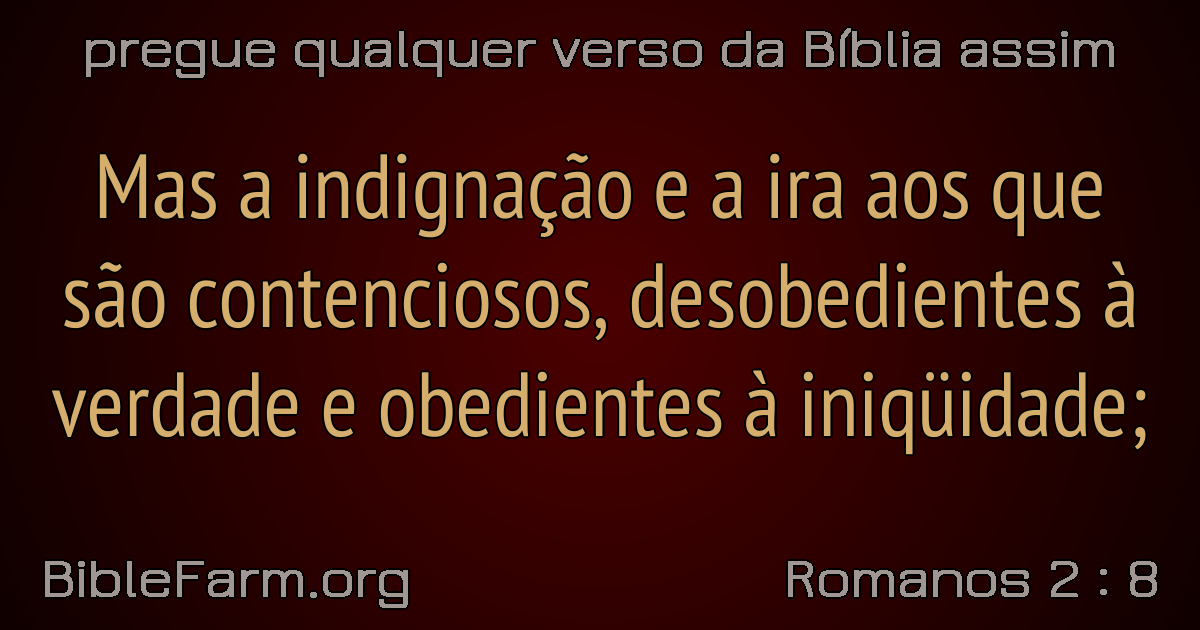 pregue qualquer verso da Bíblia assim
Mas a indignação e a ira aos que
são contenciosos, desobedientes à
verdade e obedientes à iniqüidade;
BibleFarm.org
Romanos 2 : 8